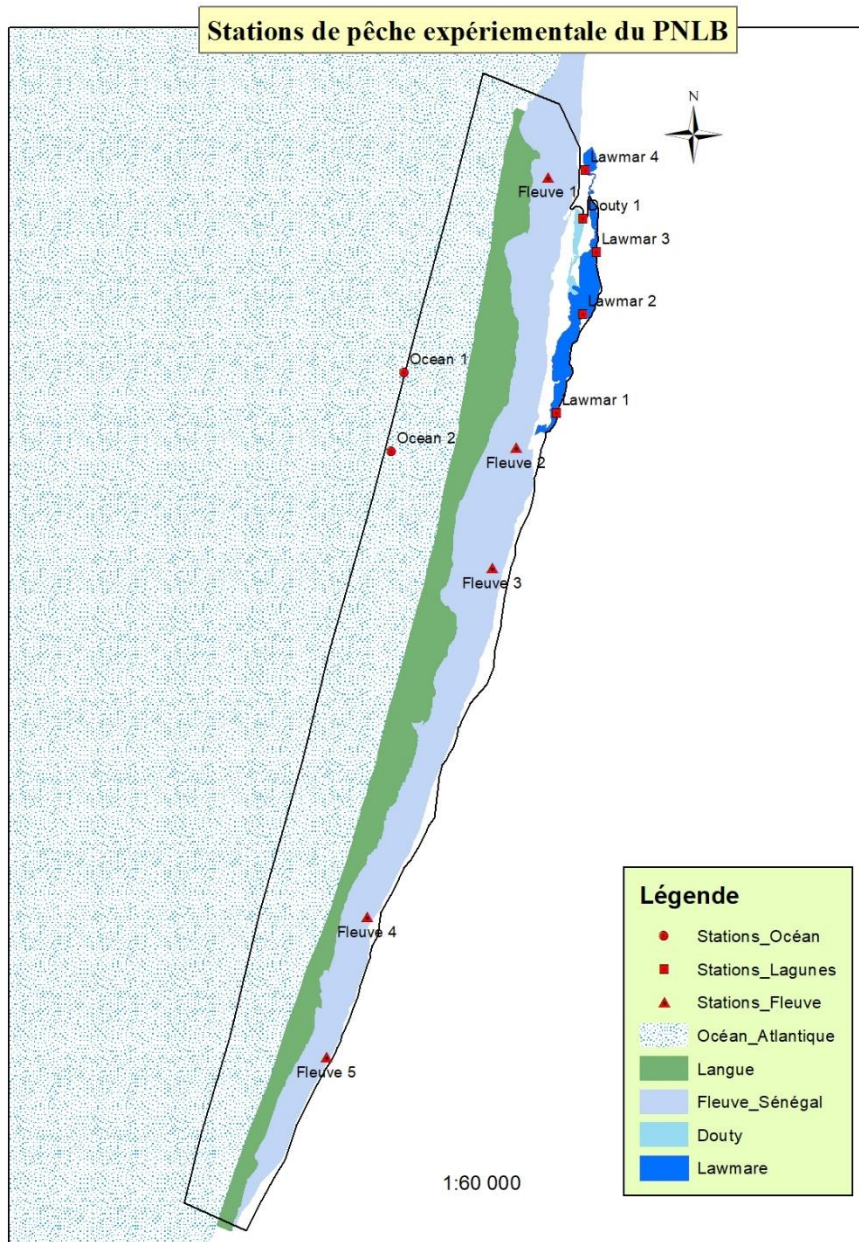 Stations de pêche expériementale du PNLB
N
Lawmar 4
Fleuve 1
Douty 1
Lawmar 3
Lawmar 2
Ocean 1
Lawmar 1
Ocean 2
Fleuve 2
Fleuve 3
Fleuve 4
Fleuve 5
1:60 000
Légende
Stations_Océan
Stations_Lagunes
Stations_Fleuve
Océan_Atlantique
Langue
Fleuve_Sénégal
Douty
Lawmare